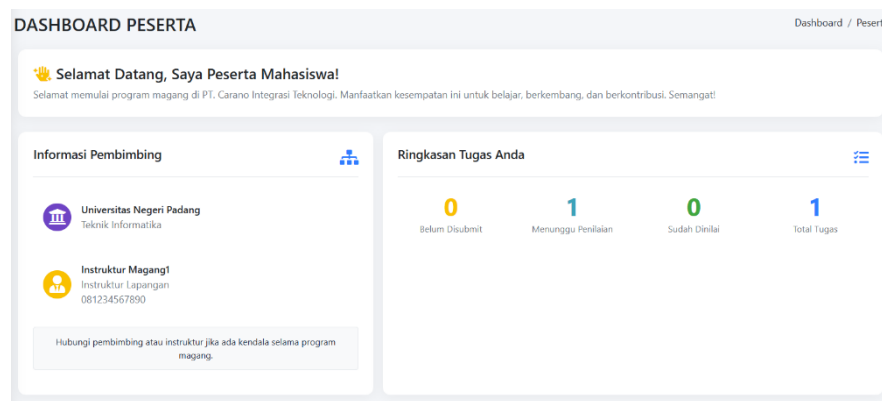 DASHBOARD PESERTA
Dashboard / Pesert
Selamat Datang, Saya Peserta Mahasiswa!
Selamat memulai program magang di PT. Carano Integrasi Teknologi. Manfaatkan kesempatan ini untuk belajar, berkembang, dan berkontribusi. Semangat!
Informasi Pembimbing
Universitas Negeri Padang
Teknik Informatika
Instruktur Magang1
Instruktur Lapangan
081234567890
Hubungi pembimbing atau instruktur jika ada kendala selama program
magang.
Ringkasan Tugas Anda
0
Belum Disubmit
1
Menunggu Penilaian
0
Sudah Dinilai
1
Total Tugas